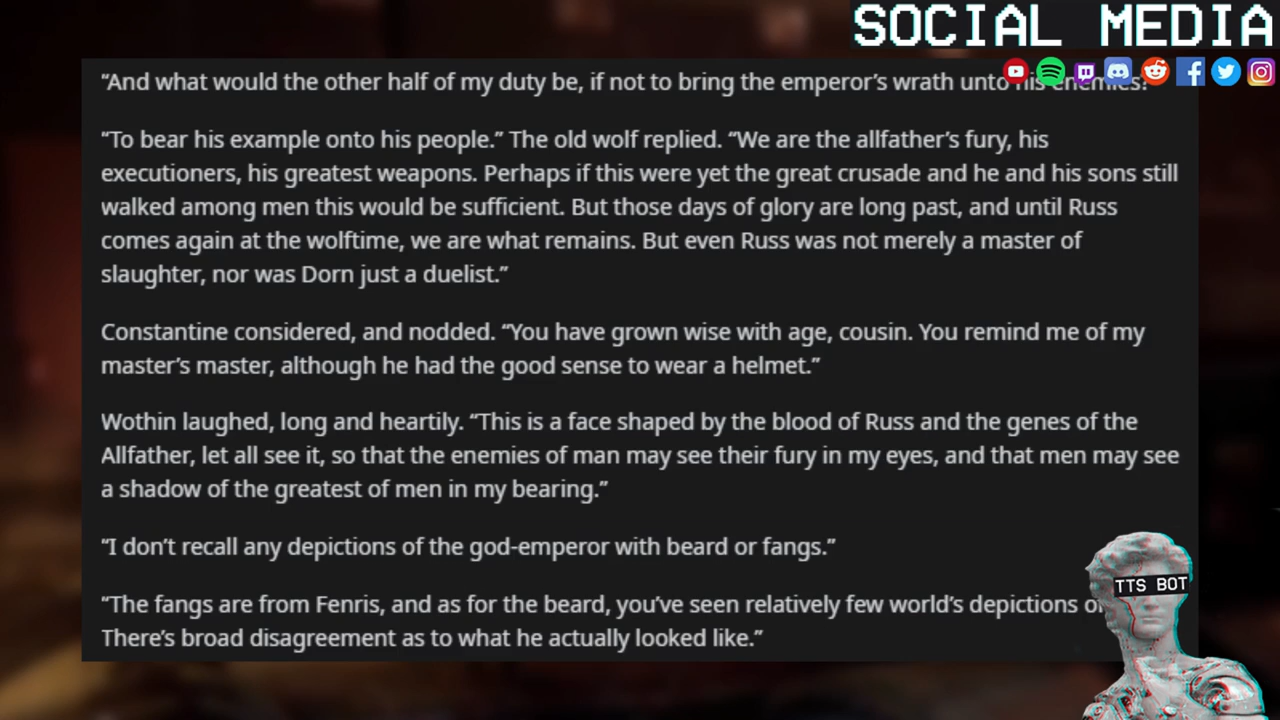 SOCIAL MEDIA
“And what would the other half of my duty be, if not to bring the emperor’s wrath unto his enemies?”
“To bear his example onto his people.” The old wolf replied. “We are the allfather’s fury, his
executioners, his greatest weapons. Perhaps if this were yet the great crusade and he and his sons still
walked among men this would be sufficient. But those days of glory are long past, and until Russ
comes again at the wolftime, we are what remains. But even Russ was not merely a master of
slaughter, nor was Dorn just a duelist.”
Constantine considered, and nodded. “You have grown wise with age, cousin. You remind me of my
master’s master, although he had the good sense to wear a helmet.”
Wothin laughed, long and heartily. “This is a face shaped by the blood of Russ and the genes of the
Allfather, let all see it, so that the enemies of man may see their fury in my eyes, and that men may see
a shadow of the greatest of men in my bearing.”
“I don’t recall any depictions of the god-emperor with beard or fangs.”
“The fangs are from Fenris, and as for the beard, you’ve seen relatively few world’s depictions
There’s broad disagreement as to what he actually looked like.”
TTS BOT